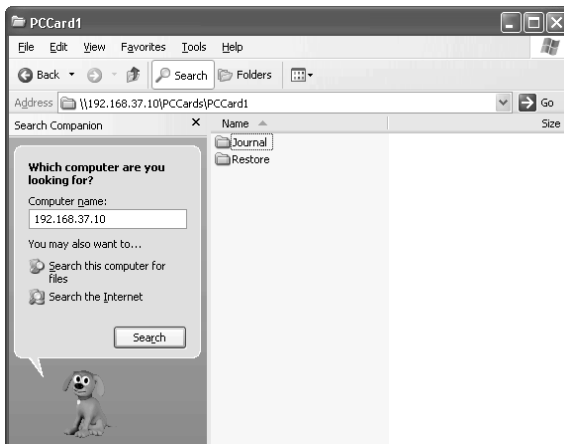 PCCard1
File Edit View Favorites Tools Help
Back Search Folders
Address \\192.168.37.10\PCCards\PCCard1 Go
Search Companion
Name Size
Journal
Restore
Which computer are you
looking for?
Computer name:
192.168.37.10
You may also want to...
Search this computer for
files
Search the Internet
Search